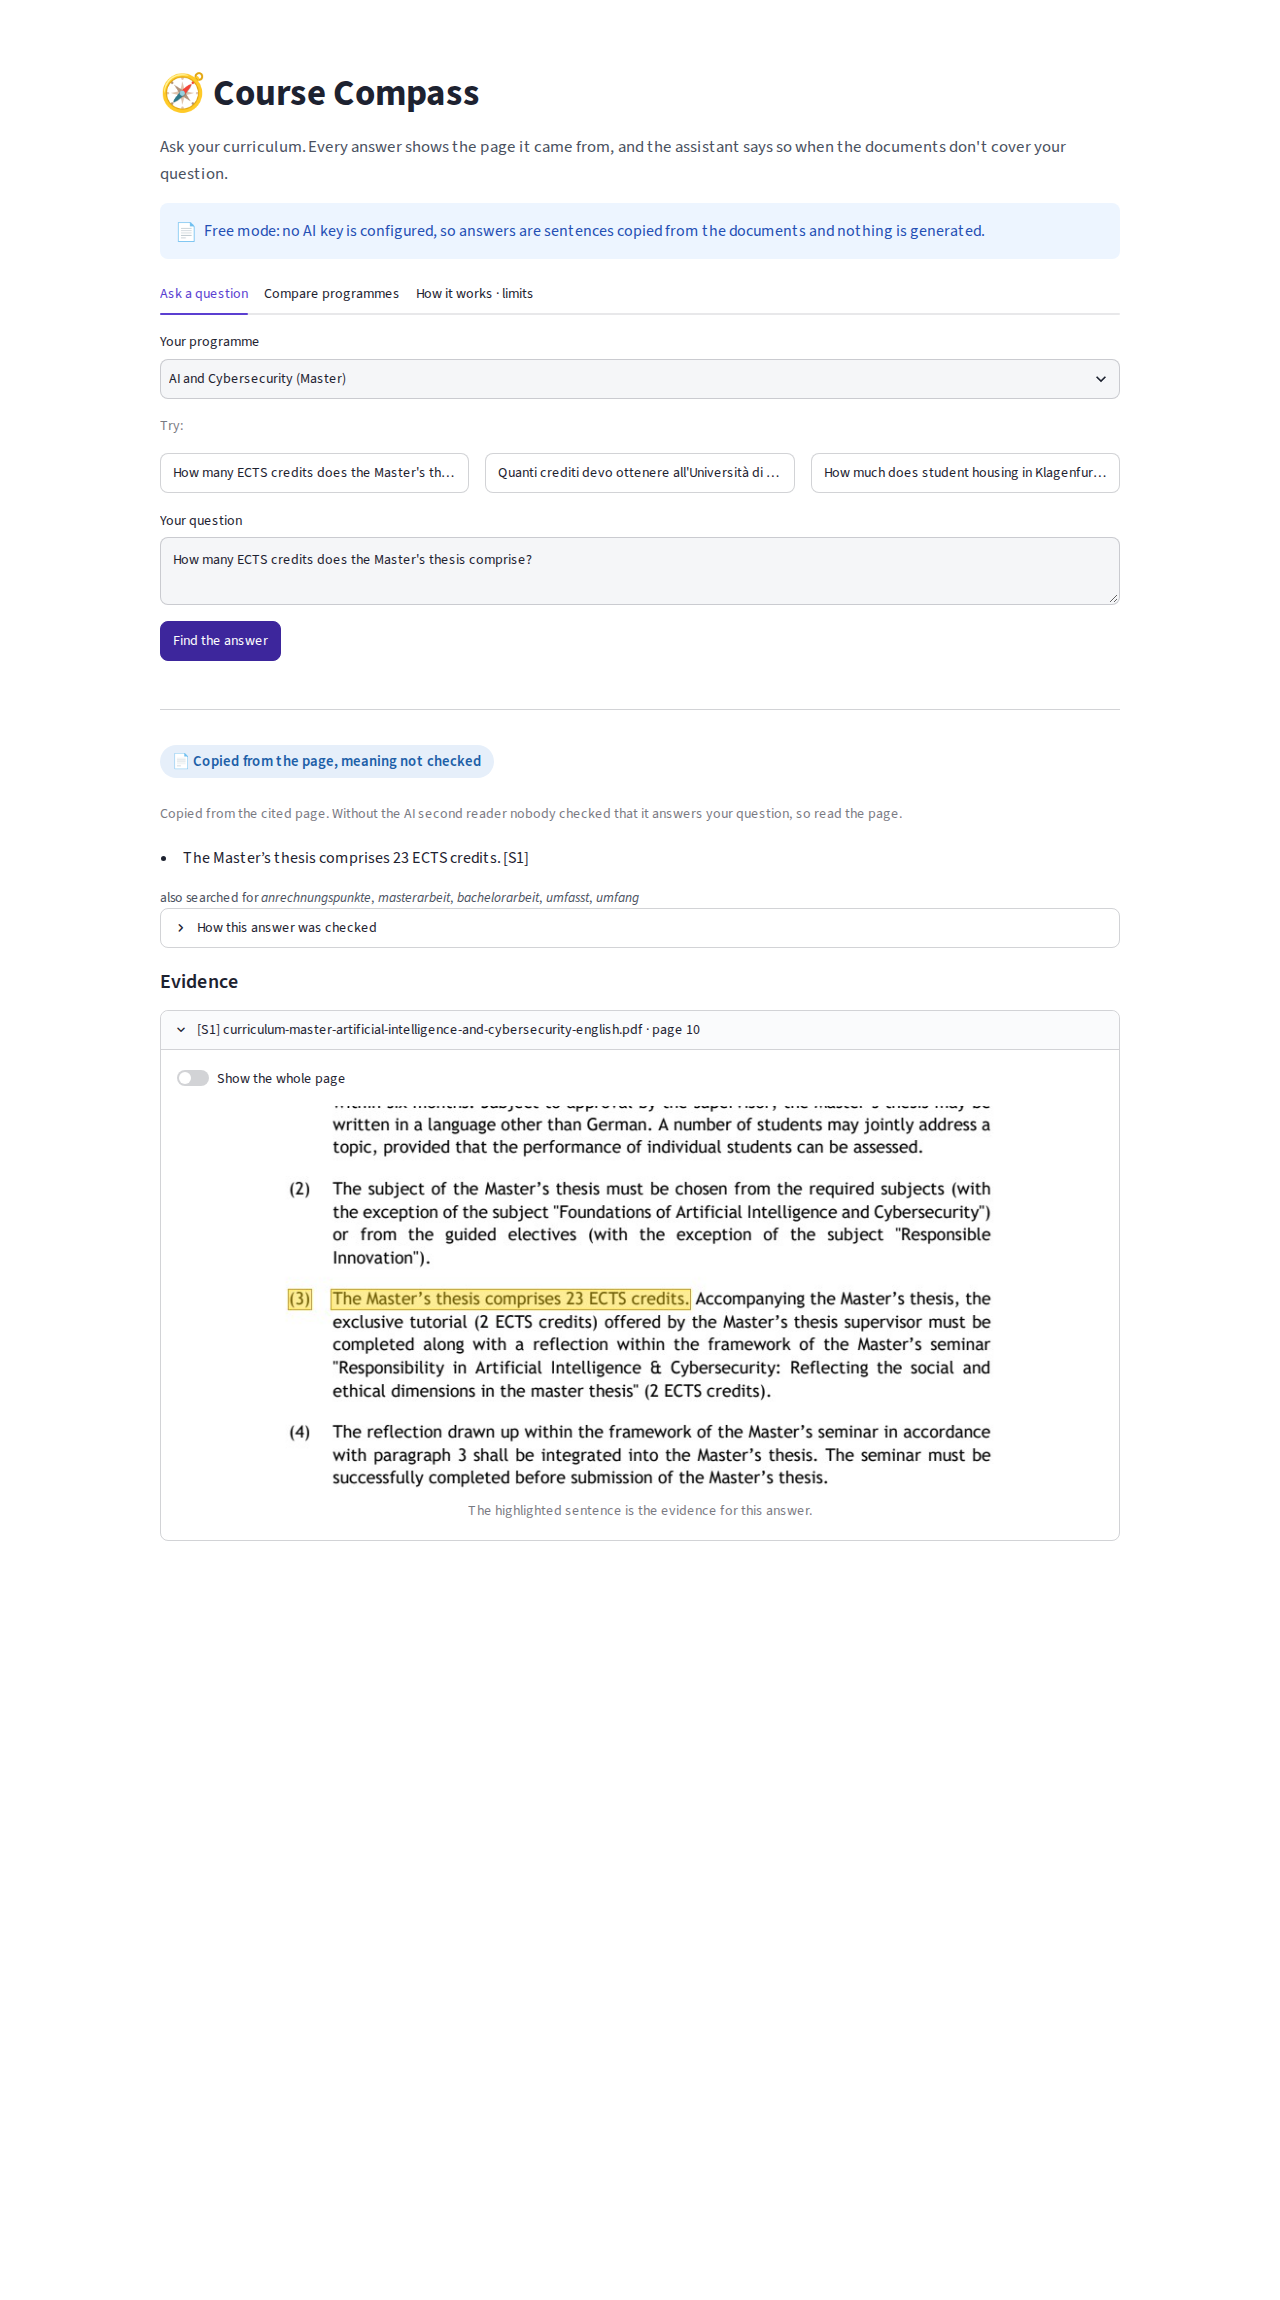 Course Compass
Ask your curriculum. Every answer shows the page it came from, and the assistant says so when the documents don't cover your
question.
Free mode: no AI key is configured, so answers are sentences copied from the documents and nothing is generated.
Ask a question Compare programmes How it works · limits
Your programme
AI and Cybersecurity (Master)
Try:
How many ECTS credits does the Master's th... Quanti crediti devo ottenere all'Università di ... How much does student housing in Klagenfur...
Your question
How many ECTS credits does the Master's thesis comprise?
Find the answer
Copied from the page, meaning not checked
Copied from the cited page. Without the AI second reader nobody checked that it answers your question, so read the page.
• The Master’s thesis comprises 23 ECTS credits. [S1]
also searched for anrechnungspunkte, masterarbeit, bachelorarbeit, umfasst, umfang
How this answer was checked
Evidence
[S1] curriculum-master-artificial-intelligence-and-cybersecurity-english.pdf · page 10
Show the whole page
within six months. Subject to approval by the supervisor, the Master’s thesis may be
written in a language other than German. A number of students may jointly address a
topic, provided that the performance of individual students can be assessed.
(2) The subject of the Master’s thesis must be chosen from the required subjects (with
the exception of the subject "Foundations of Artificial Intelligence and Cybersecurity")
or from the guided electives (with the exception of the subject "Responsible
Innovation").
(3) The Master’s thesis comprises 23 ECTS credits. Accompanying the Master’s thesis, the
exclusive tutorial (2 ECTS credits) offered by the Master’s thesis supervisor must be
completed along with a reflection within the framework of the Master’s seminar
"Responsibility in Artificial Intelligence & Cybersecurity: Reflecting the social and
ethical dimensions in the master thesis" (2 ECTS credits).
(4) The reflection drawn up within the framework of the Master’s seminar in accordance
with paragraph 3 shall be integrated into the Master’s thesis. The seminar must be
successfully completed before submission of the Master’s thesis.
The highlighted sentence is the evidence for this answer.